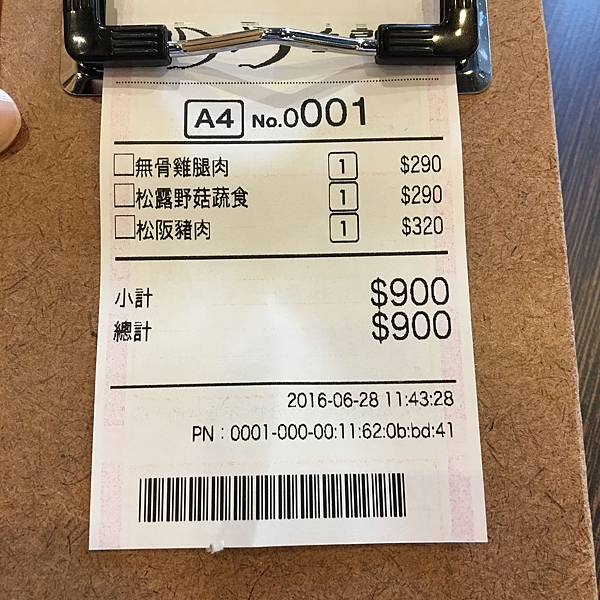 A4 No.0001
□無骨雞腿肉 1 $290
□松露野菇蔬食 1 $290
□松阪豬肉 1 $320
小計 $900
總計 $900
2016-06-28 11:43:28
PN：0001-000-00:11:62:0b:bd:41